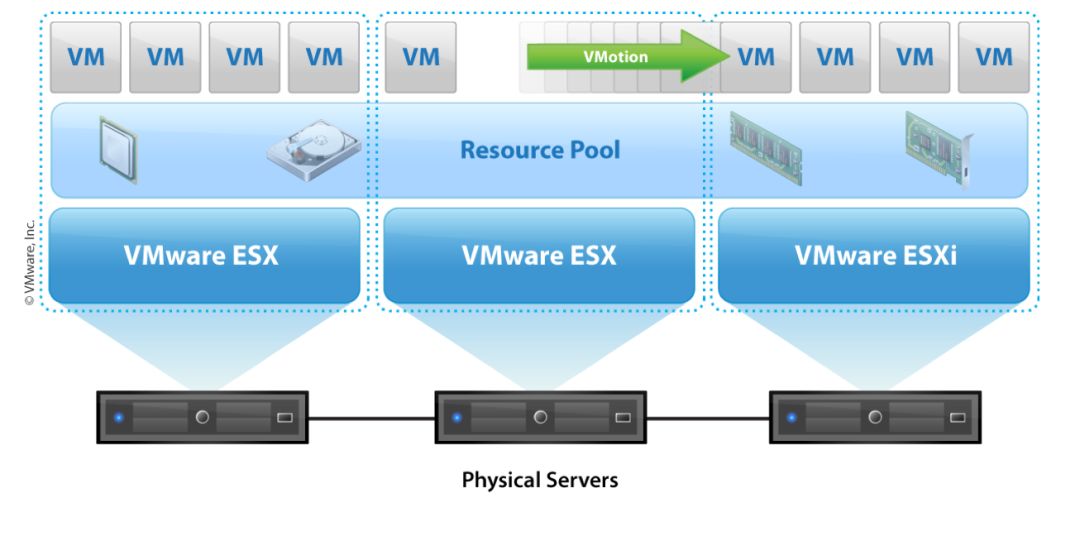 VM VM VM VM VM VMotion VM VM VM VM
Resource Pool
© VMware, Inc.
VMware ESX VMware ESX VMware ESXi
Physical Servers